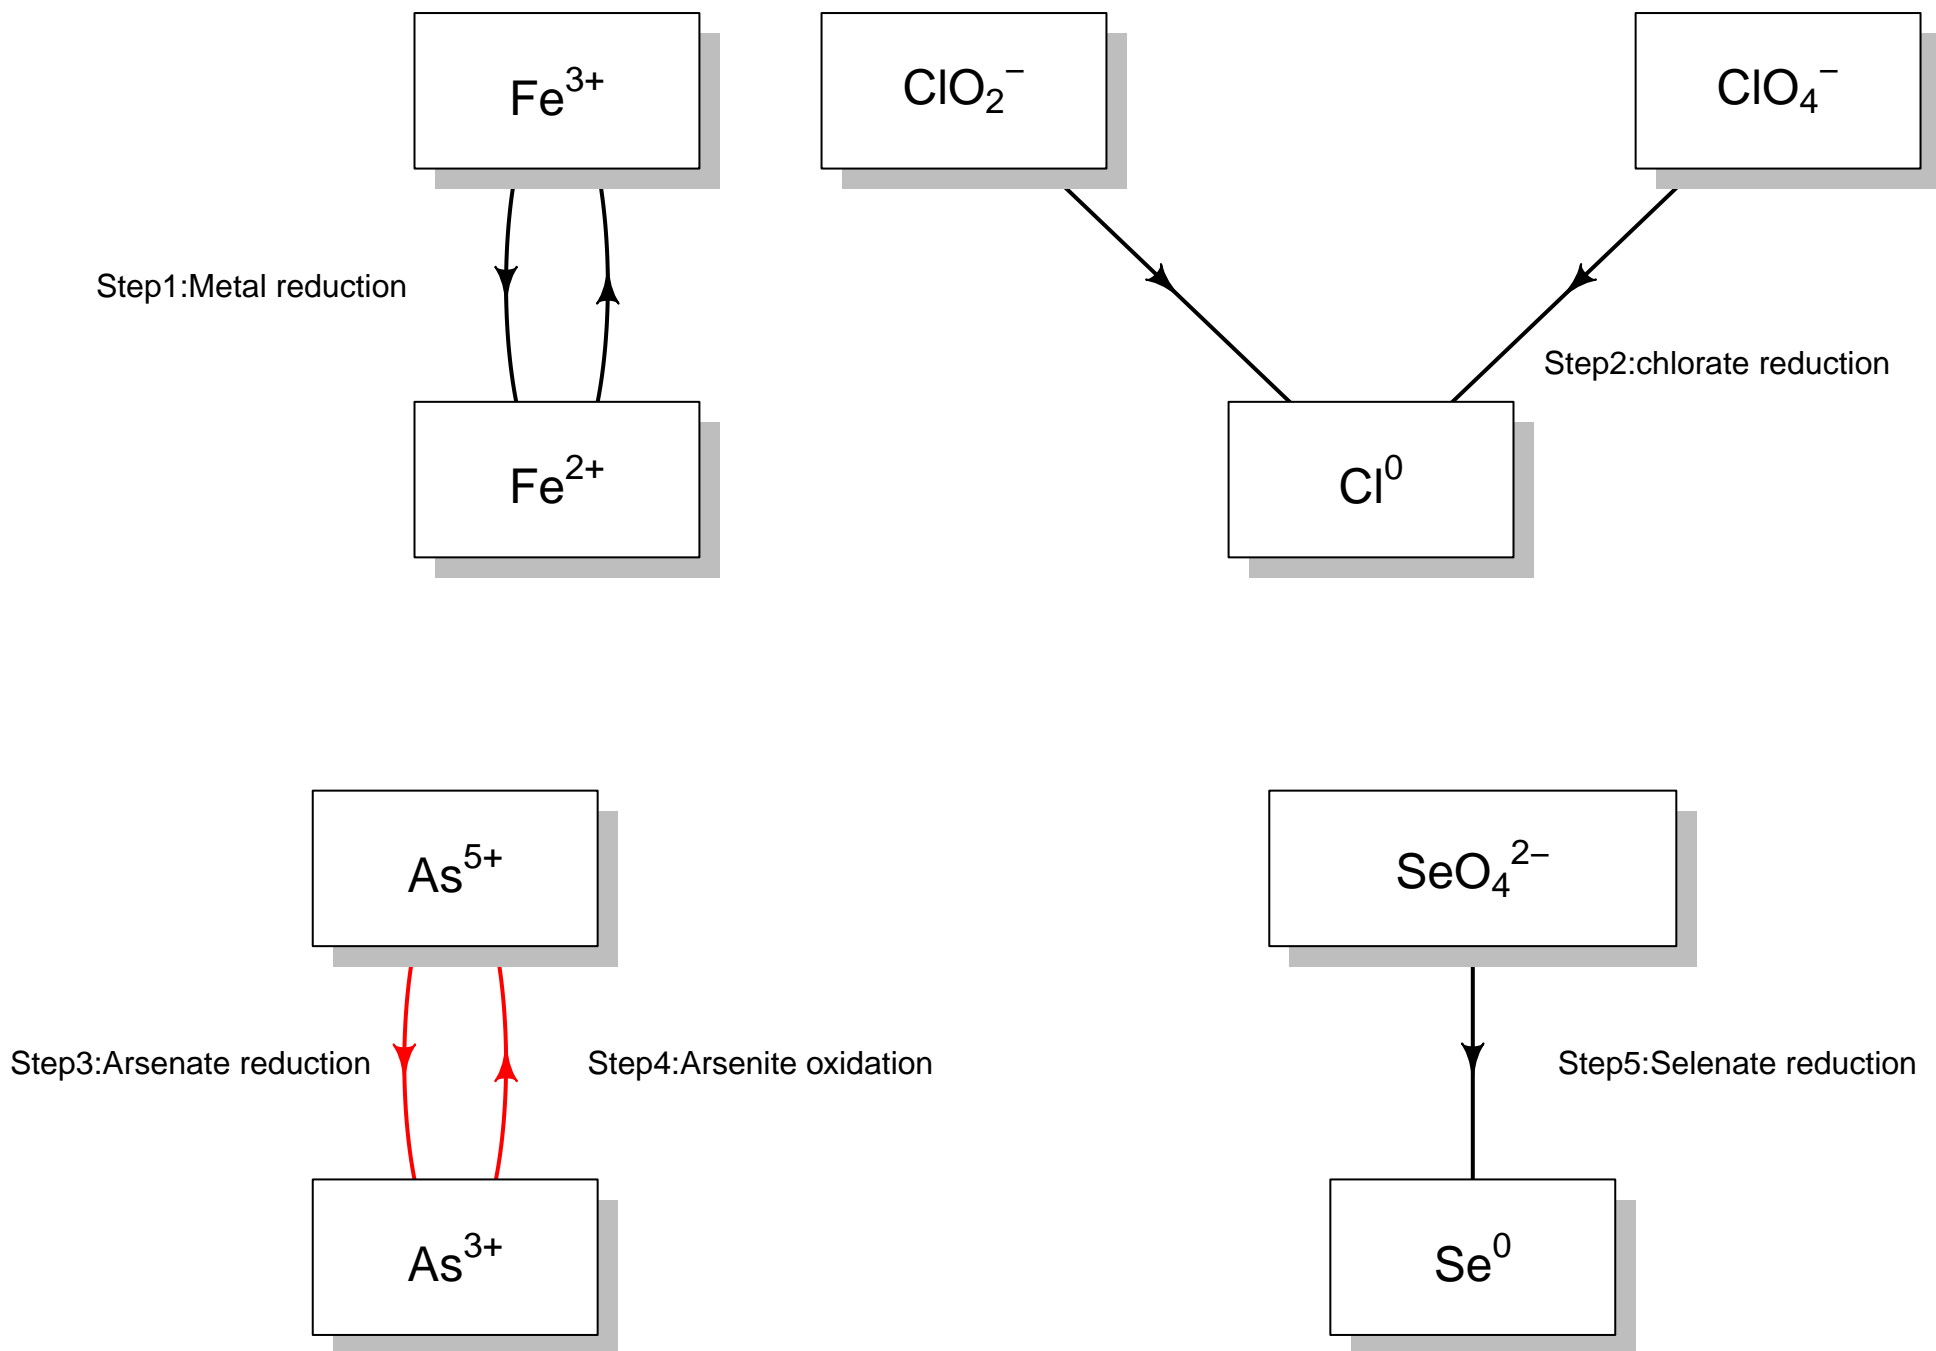 Fe³⁺
ClO₂⁻
ClO₄⁻
Step1:Metal reduction
Step2:chlorate reduction
Fe²⁺
Cl⁰
As⁵⁺
SeO₄²⁻
Step3:Arsenate reduction
Step4:Arsenite oxidation
Step5:Selenate reduction
As³⁺
Se⁰